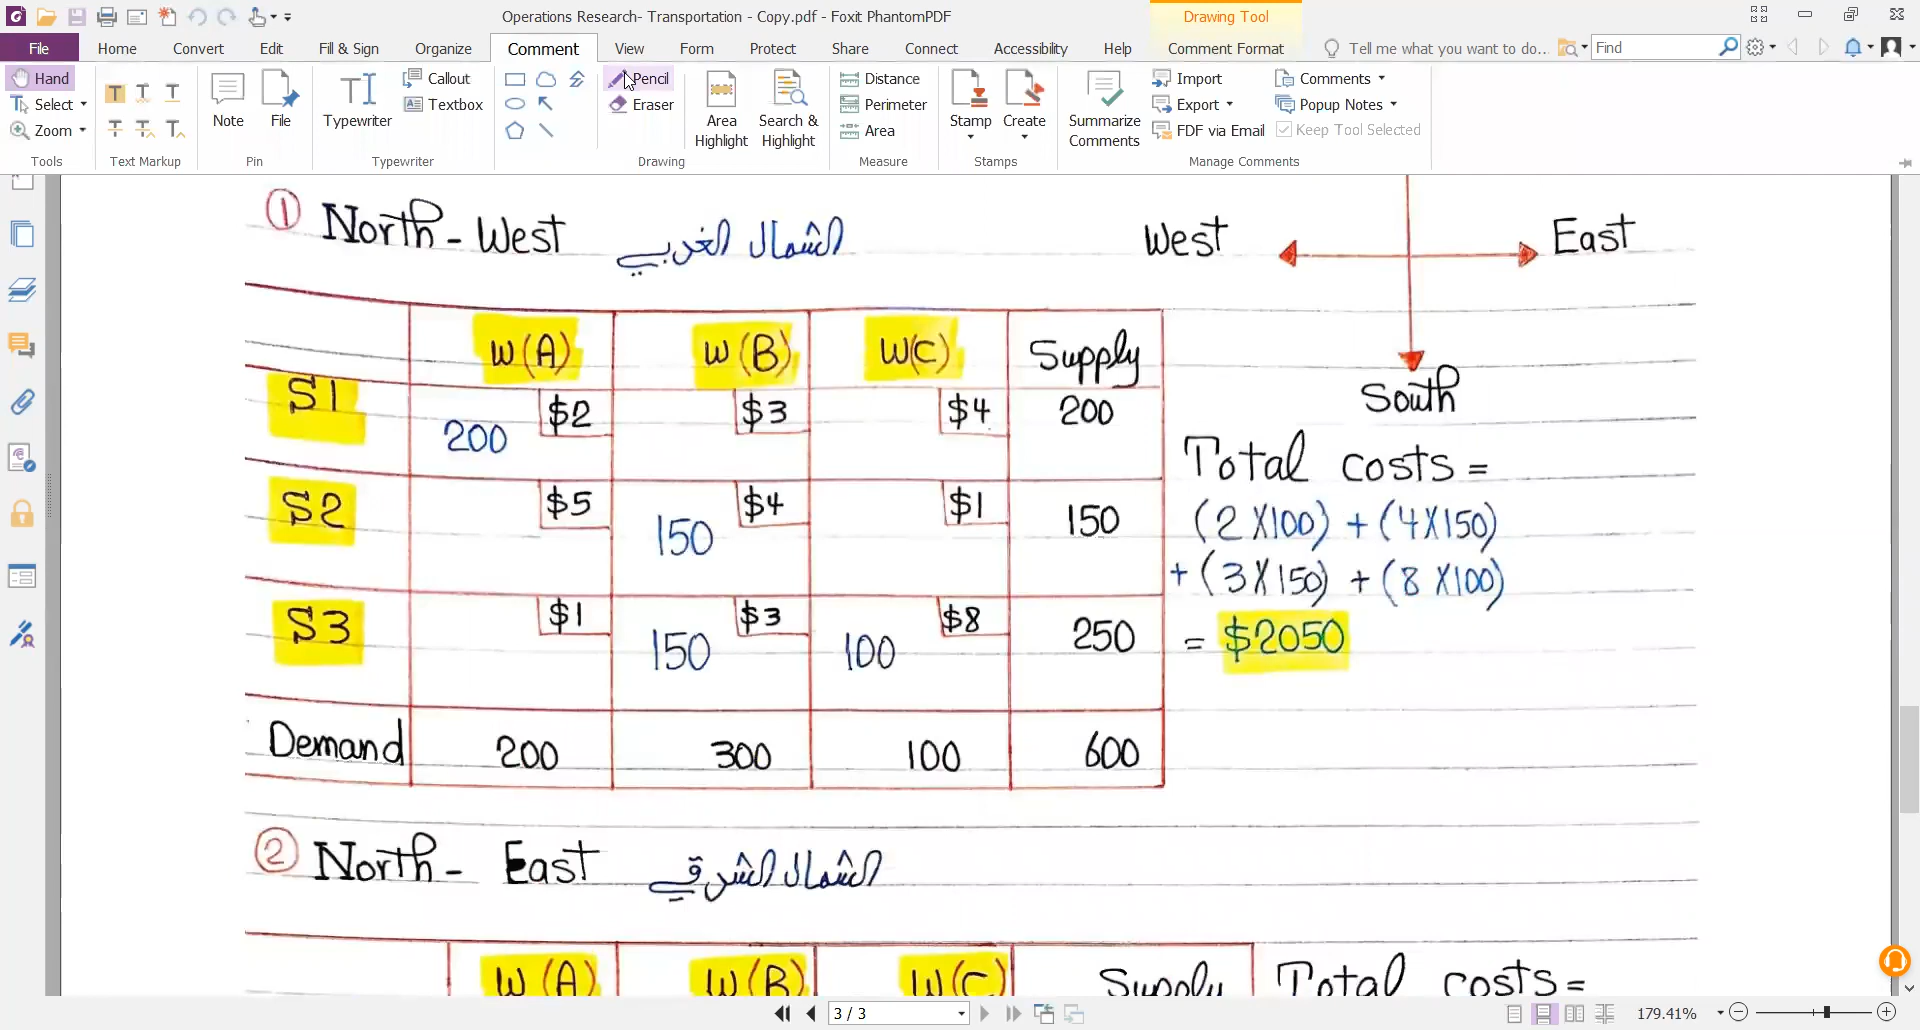 Operations Research- Transportation - Copy.pdf - Foxit PhantomPDF
Drawing Tool
File Home Convert Edit Fill & Sign Organize Comment View Form Protect Share Connect Accessibility Help Comment Format Tell me what you want to do... Find
Hand
Select
Zoom
Tools
Text Markup
Note
File
Pin
Typewriter
Callout
Textbox
Typewriter
Pencil
Eraser
Area Highlight
Search & Highlight
Drawing
Distance
Perimeter
Area
Measure
Stamp
Create
Stamps
Summarize Comments
Import
Export
FDF via Email
Comments
Popup Notes
Keep Tool Selected
Manage Comments
① North - West الشمال الغربي
West East
South
W(A) W(B) W(C) Supply
S1 200 $2 $3 $4 200
S2 $5 150 $4 $1 150
S3 $1 150 $3 100 $8 250
Demand 200 300 100 600
Total costs =
(2X100) + (4X150)
+ (3X150) + (8X100)
= $2050
② North - East الشمال الشرقي
W(A) W(B) W(C) Supply Total costs =
3 / 3
179.41%